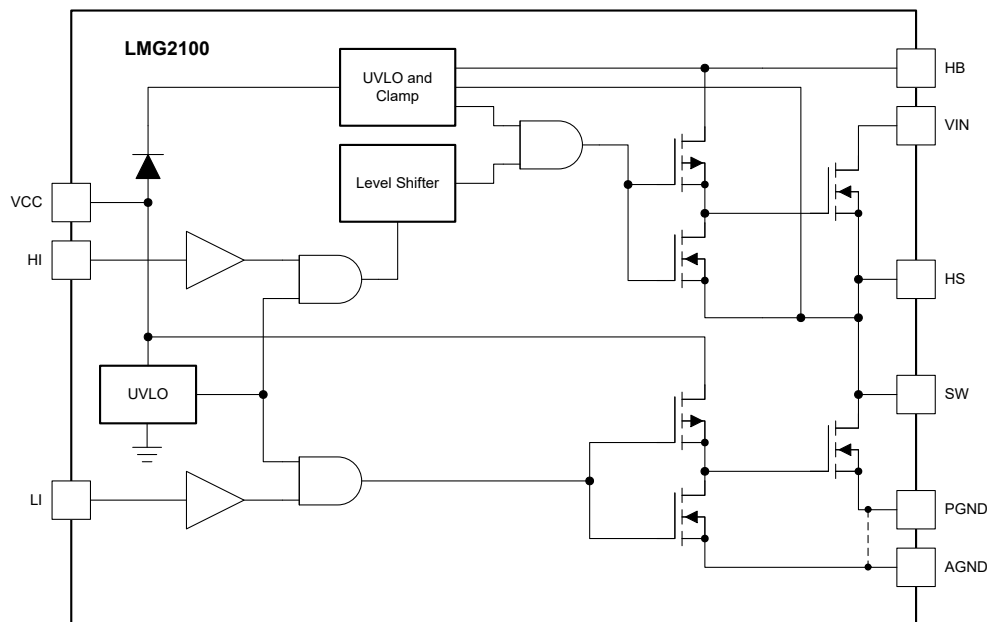 LMG2100
UVLO and
Clamp
HB
VIN
Level Shifter
VCC
HI
HS
UVLO
SW
LI
PGND
AGND